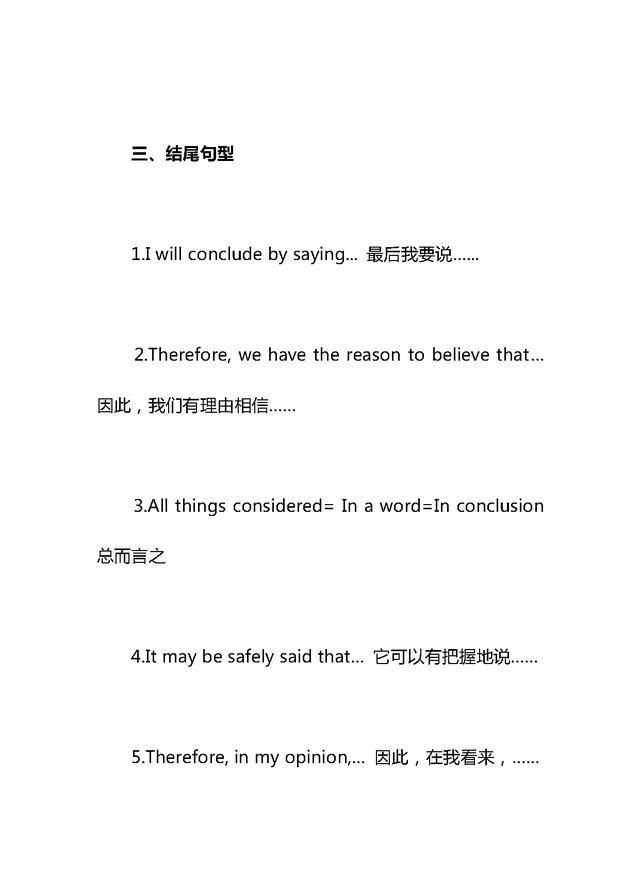 三、结尾句型
1.I will conclude by saying... 最后我要说……
2.Therefore, we have the reason to believe that...
因此，我们有理由相信……
3.All things considered= In a word=In conclusion
总而言之
4.It may be safely said that... 它可以有把握地说……
5.Therefore, in my opinion,... 因此，在我看来，……